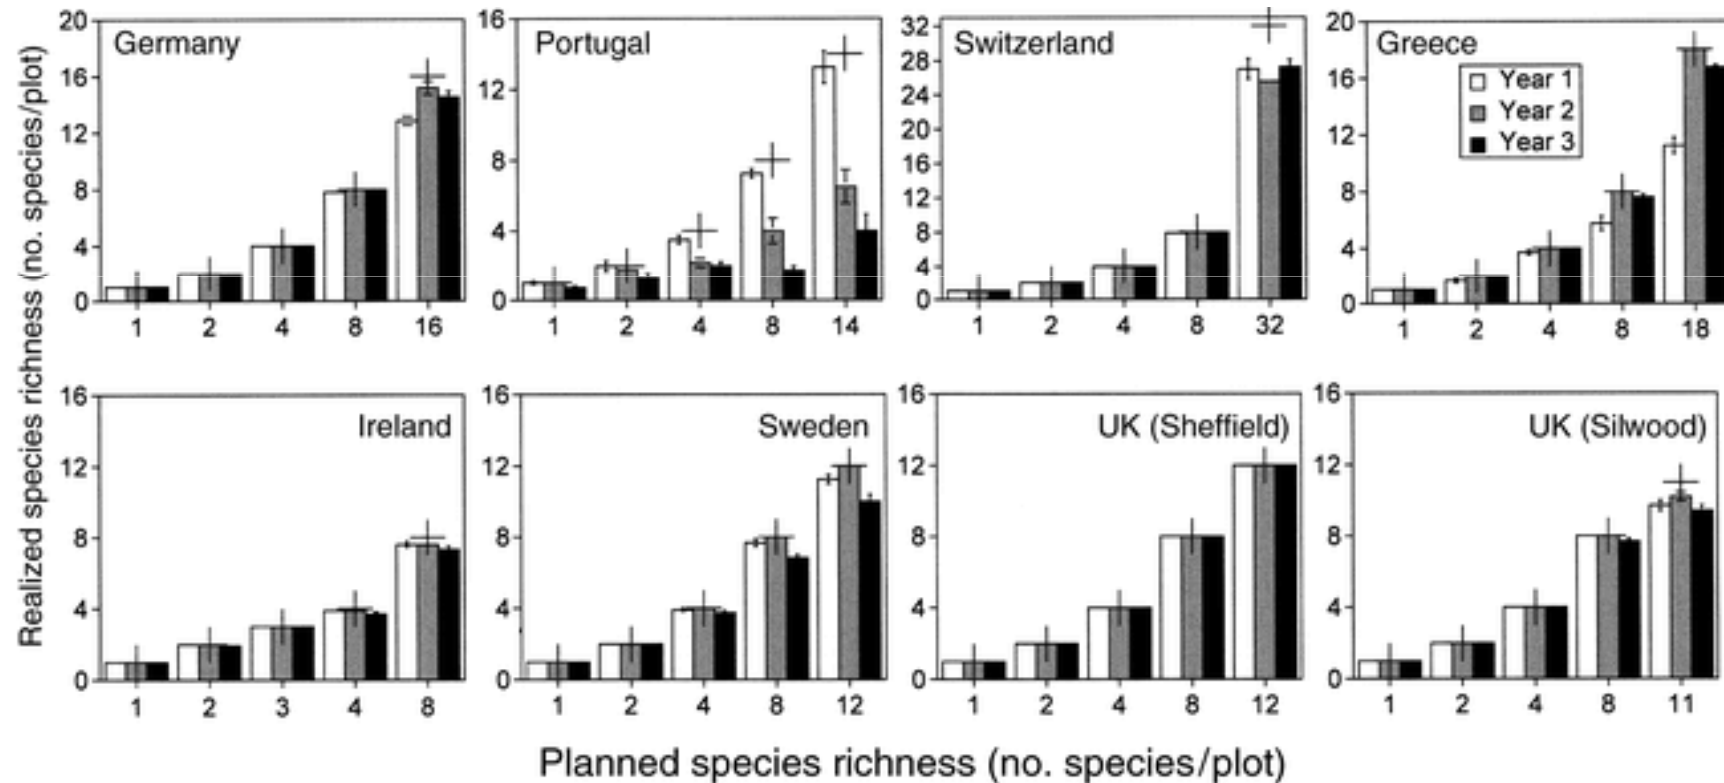 Realized species richness (no. species/plot)
Germany
20
16
12
8
4
0
1 2 4 8 16
Portugal
16
12
8
4
0
1 2 4 8 14
Switzerland
32
28
24
20
16
12
8
4
0
1 2 4 8 32
Greece
Year 1
Year 2
Year 3
20
16
12
8
4
0
1 2 4 8 18
Ireland
16
12
8
4
0
1 2 3 4 8
Sweden
16
12
8
4
0
1 2 4 8 12
UK (Sheffield)
16
12
8
4
0
1 2 4 8 12
UK (Silwood)
16
12
8
4
0
1 2 4 8 11
Planned species richness (no. species/plot)